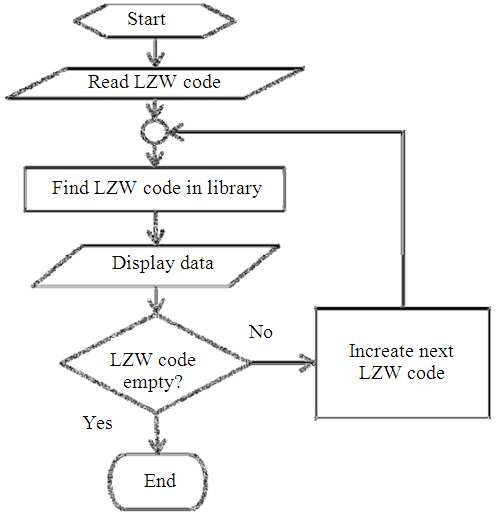 Start
Read LZW code
Find LZW code in library
Display data
LZW code
empty?
No
Increate next
LZW code
Yes
End